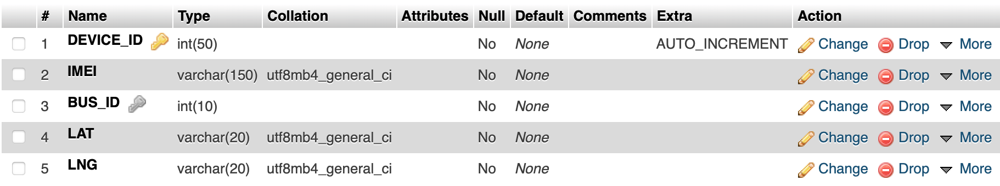 # Name Type Collation Attributes Null Default Comments Extra Action
1 DEVICE_ID int(50) No None AUTO_INCREMENT Change Drop More
2 IMEI varchar(150) utf8mb4_general_ci No None Change Drop More
3 BUS_ID int(10) No None Change Drop More
4 LAT varchar(20) utf8mb4_general_ci No None Change Drop More
5 LNG varchar(20) utf8mb4_general_ci No None Change Drop More